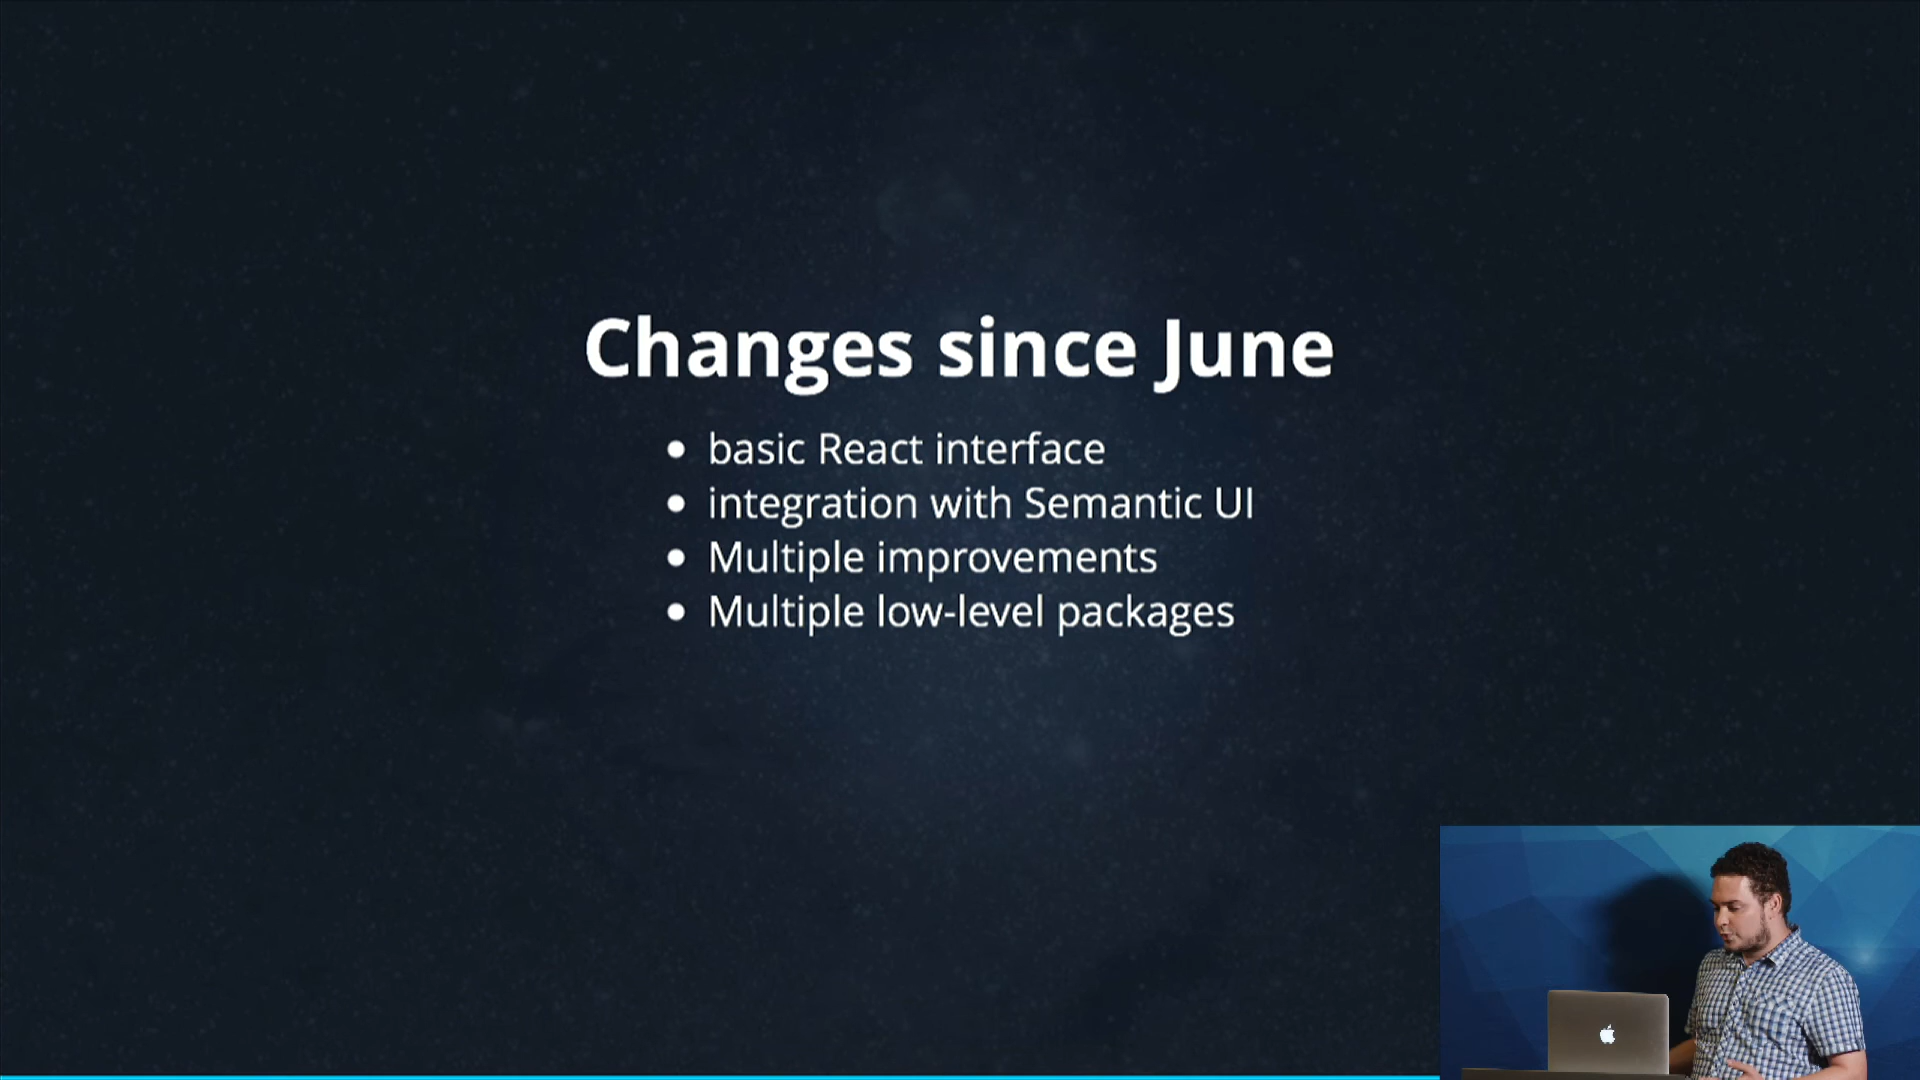 Changes since June
basic React interface
integration with Semantic UI
Multiple improvements
Multiple low-level packages